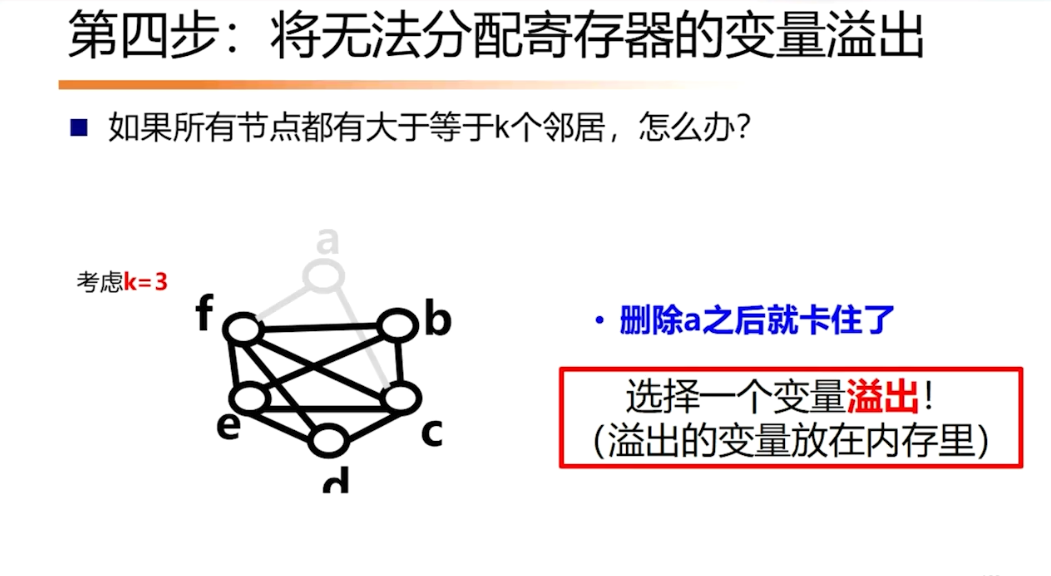 第四步：将无法分配寄存器的变量溢出
■ 如果所有节点都有大于等于k个邻居，怎么办？
a
考虑k=3
f
b
• 删除a之后就卡住了
选择一个变量溢出！
（溢出的变量放在内存里）
e
c
d